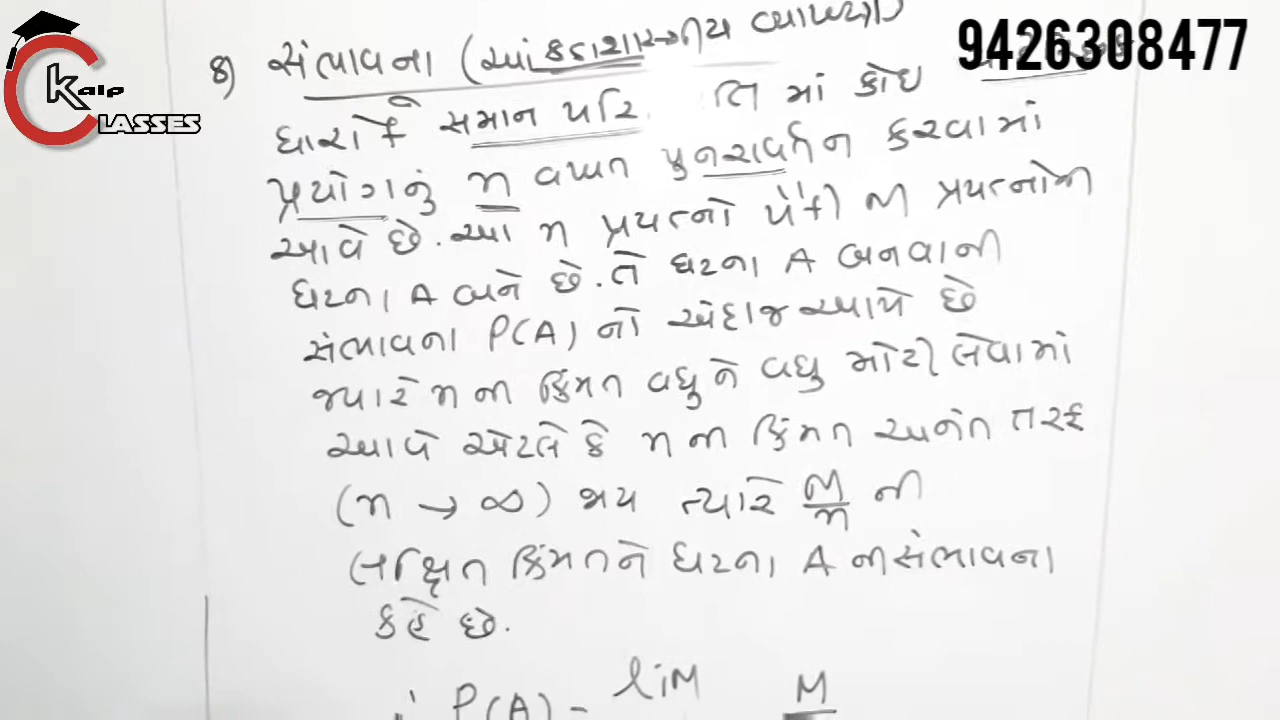 Kalp
CLASSES
9426308477
8) સંભાવના (આંકડાશાસ્ત્રીય વ્યાખ્યા)
ધારો કે સમાન પરિ તિ માં કોઇ
પ્રયોગનું n વખત પુનરાવર્તન કરવામાં
આવે છે. આ n પ્રયત્નો પૈકી M પ્રયત્નોમાં
ઘટના A બને છે. તે ઘટના A બનવાની
સંભાવના P(A) નો અંદાજ આપે છે
જ્યારે n ની કિંમત વધુ ને વધુ મોટી લેવામાં
આવે એટલે કે n ની કિંમત અનંત તરફ
(n → ∞) જાય ત્યારે M/n ની
લક્ષિત કિંમતને ઘટના A ની સંભાવના
કહે છે.
∴ P(A) = lim M